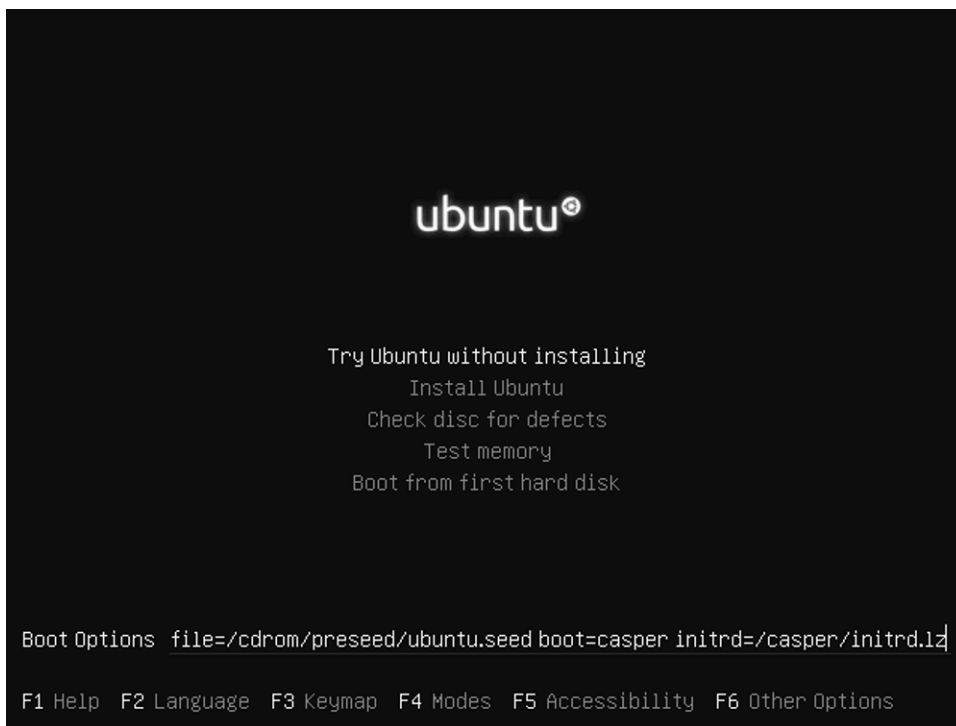 ubuntu
Try Ubuntu without installing
Install Ubuntu
Check disc for defects
Test memory
Boot from first hard disk
Boot Options file=/cdrom/preseed/ubuntu.seed boot=casper initrd=/casper/initrd.lz
F1 Help F2 Language F3 Keymap F4 Modes F5 Accessibility F6 Other Options